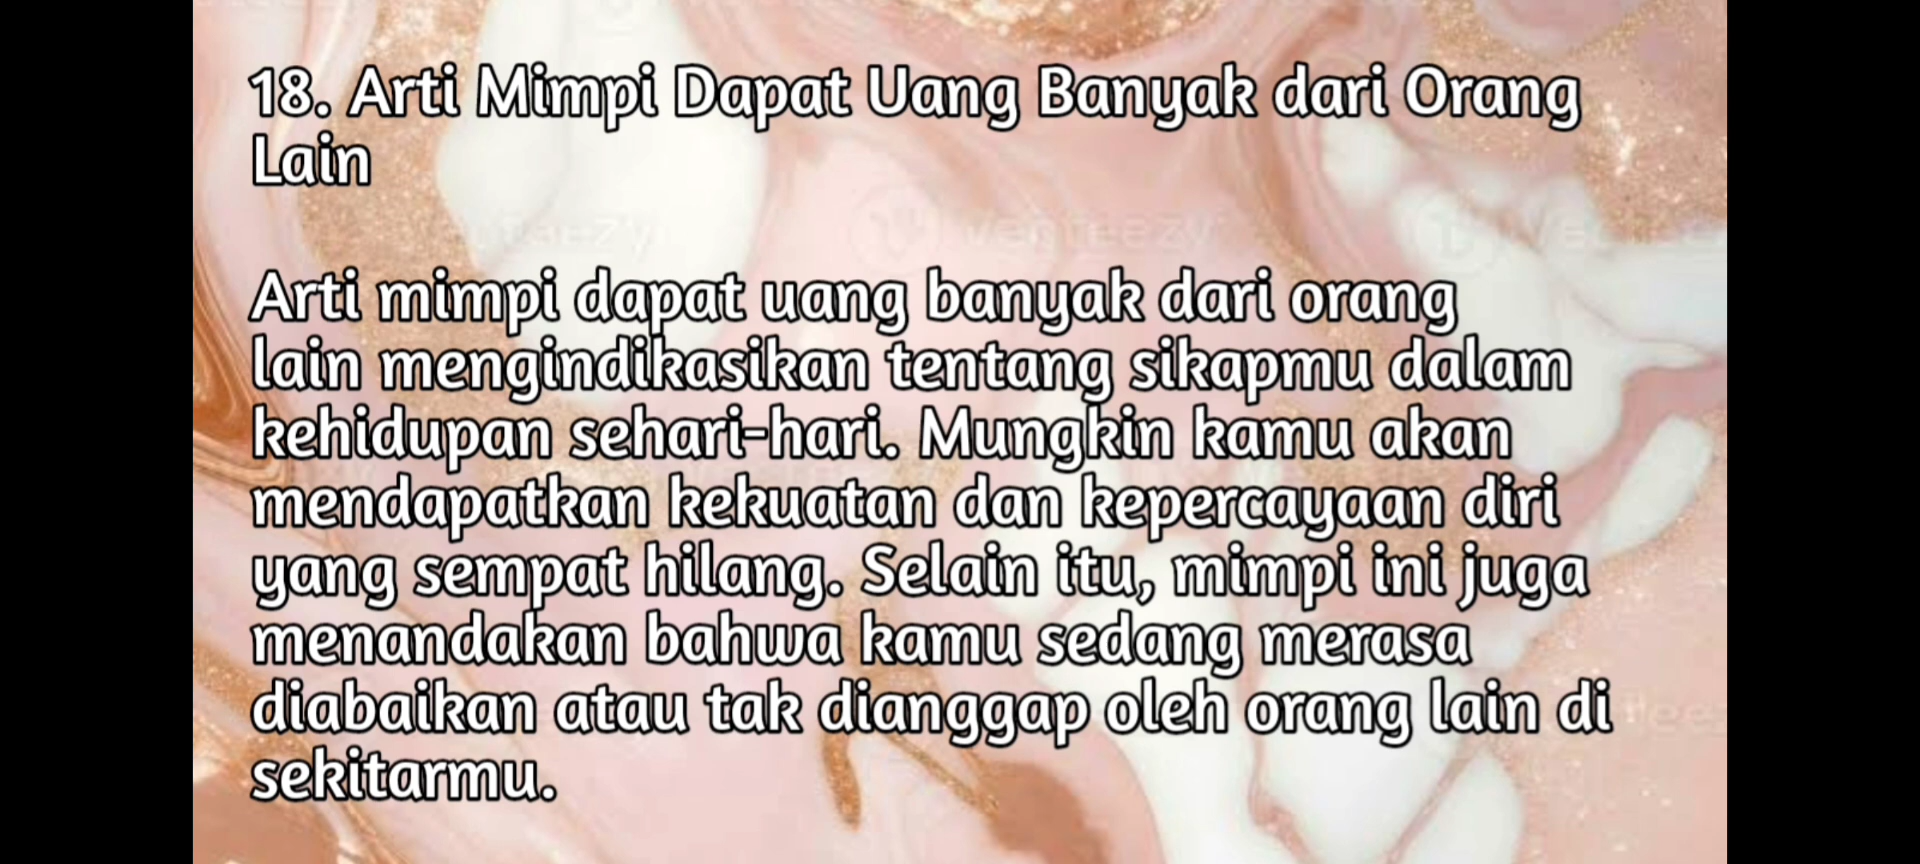 18. Arti Mimpi Dapat Uang Banyak dari Orang
Lain
Arti mimpi dapat uang banyak dari orang
lain mengindikasikan tentang sikapmu dalam
kehidupan sehari-hari. Mungkin kamu akan
mendapatkan kekuatan dan kepercayaan diri
yang sempat hilang. Selain itu, mimpi ini juga
menandakan bahwa kamu sedang merasa
diabaikan atau tak dianggap oleh orang lain di
sekitarmu.